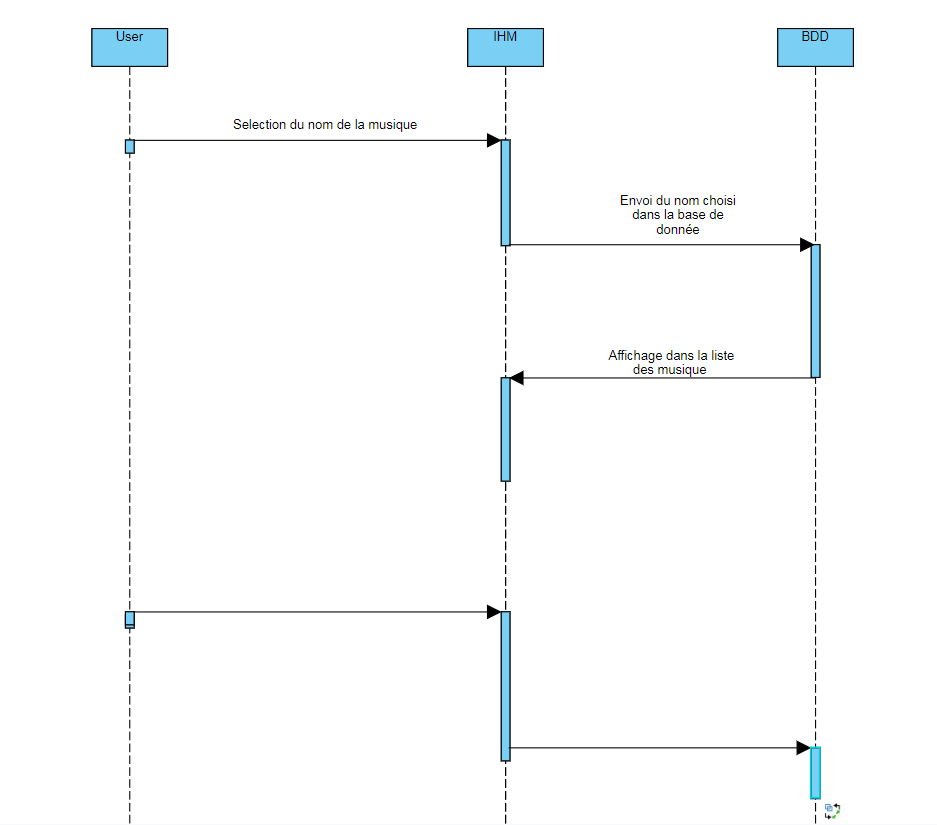 User
IHM
BDD
Selection du nom de la musique
Envoi du nom choisi
dans la base de
donnée
Affichage dans la liste
des musique